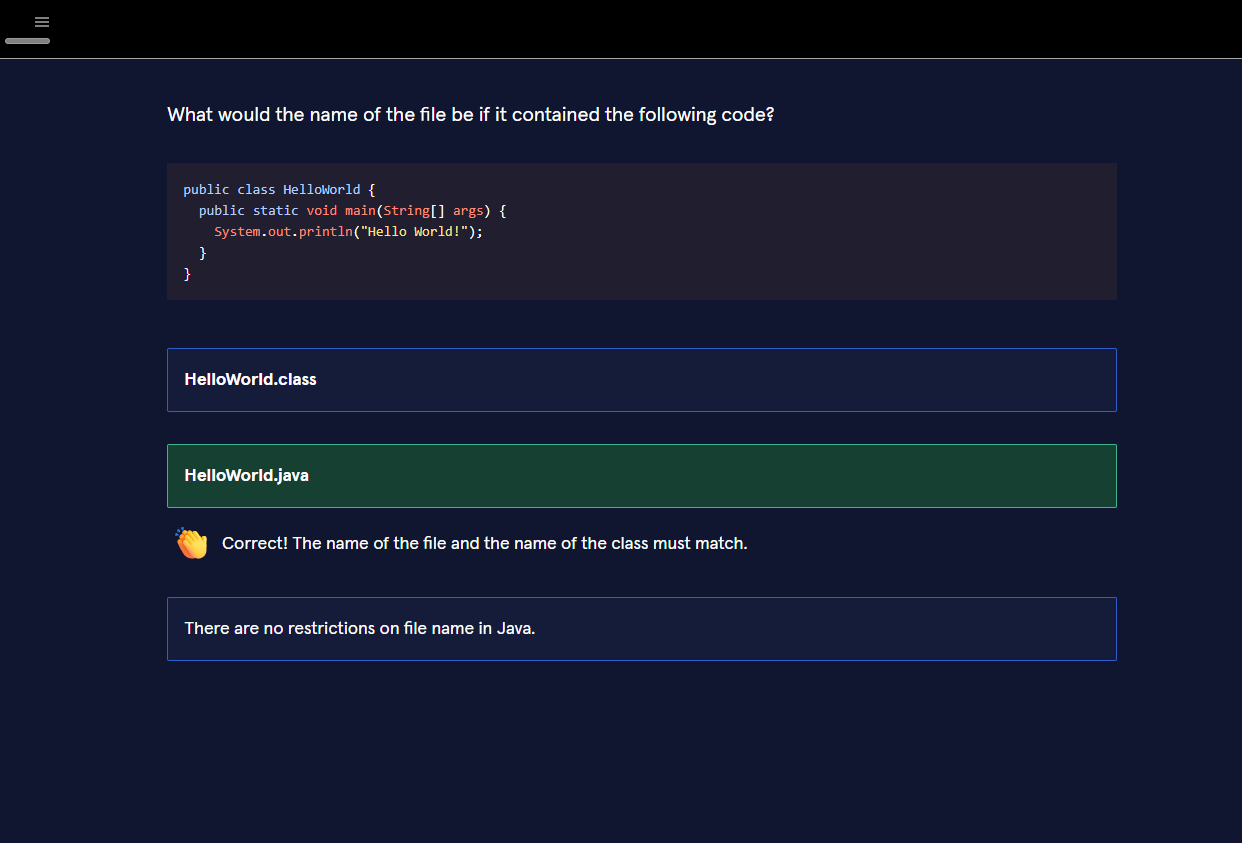 What would the name of the file be if it contained the following code?
public class HelloWorld {
  public static void main(String[] args) {
    System.out.println("Hello World!");
  }
}
HelloWorld.class
HelloWorld.java
Correct! The name of the file and the name of the class must match.
There are no restrictions on file name in Java.